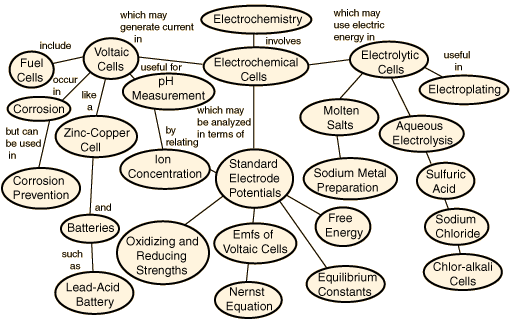 Electrochemistry
which may
generate current
in
involves
which may
use electric
energy in
include
Voltaic
Cells
Electrochemical
Cells
Electrolytic
Cells
useful
in
Fuel
Cells
occur
in
useful for
pH
Measurement
Electroplating
like
a
Corrosion
which may
be analyzed
in terms of
Molten
Salts
but can
be used
in
Zinc-Copper
Cell
by
relating
Aqueous
Electrolysis
Ion
Concentration
Standard
Electrode
Potentials
Sodium Metal
Preparation
Sulfuric
Acid
Corrosion
Prevention
and
Batteries
Oxidizing and
Reducing
Strengths
Emfs of
Voltaic Cells
Free
Energy
Sodium
Chloride
such
as
Lead-Acid
Battery
Nernst
Equation
Equilibrium
Constants
Chlor-alkali
Cells